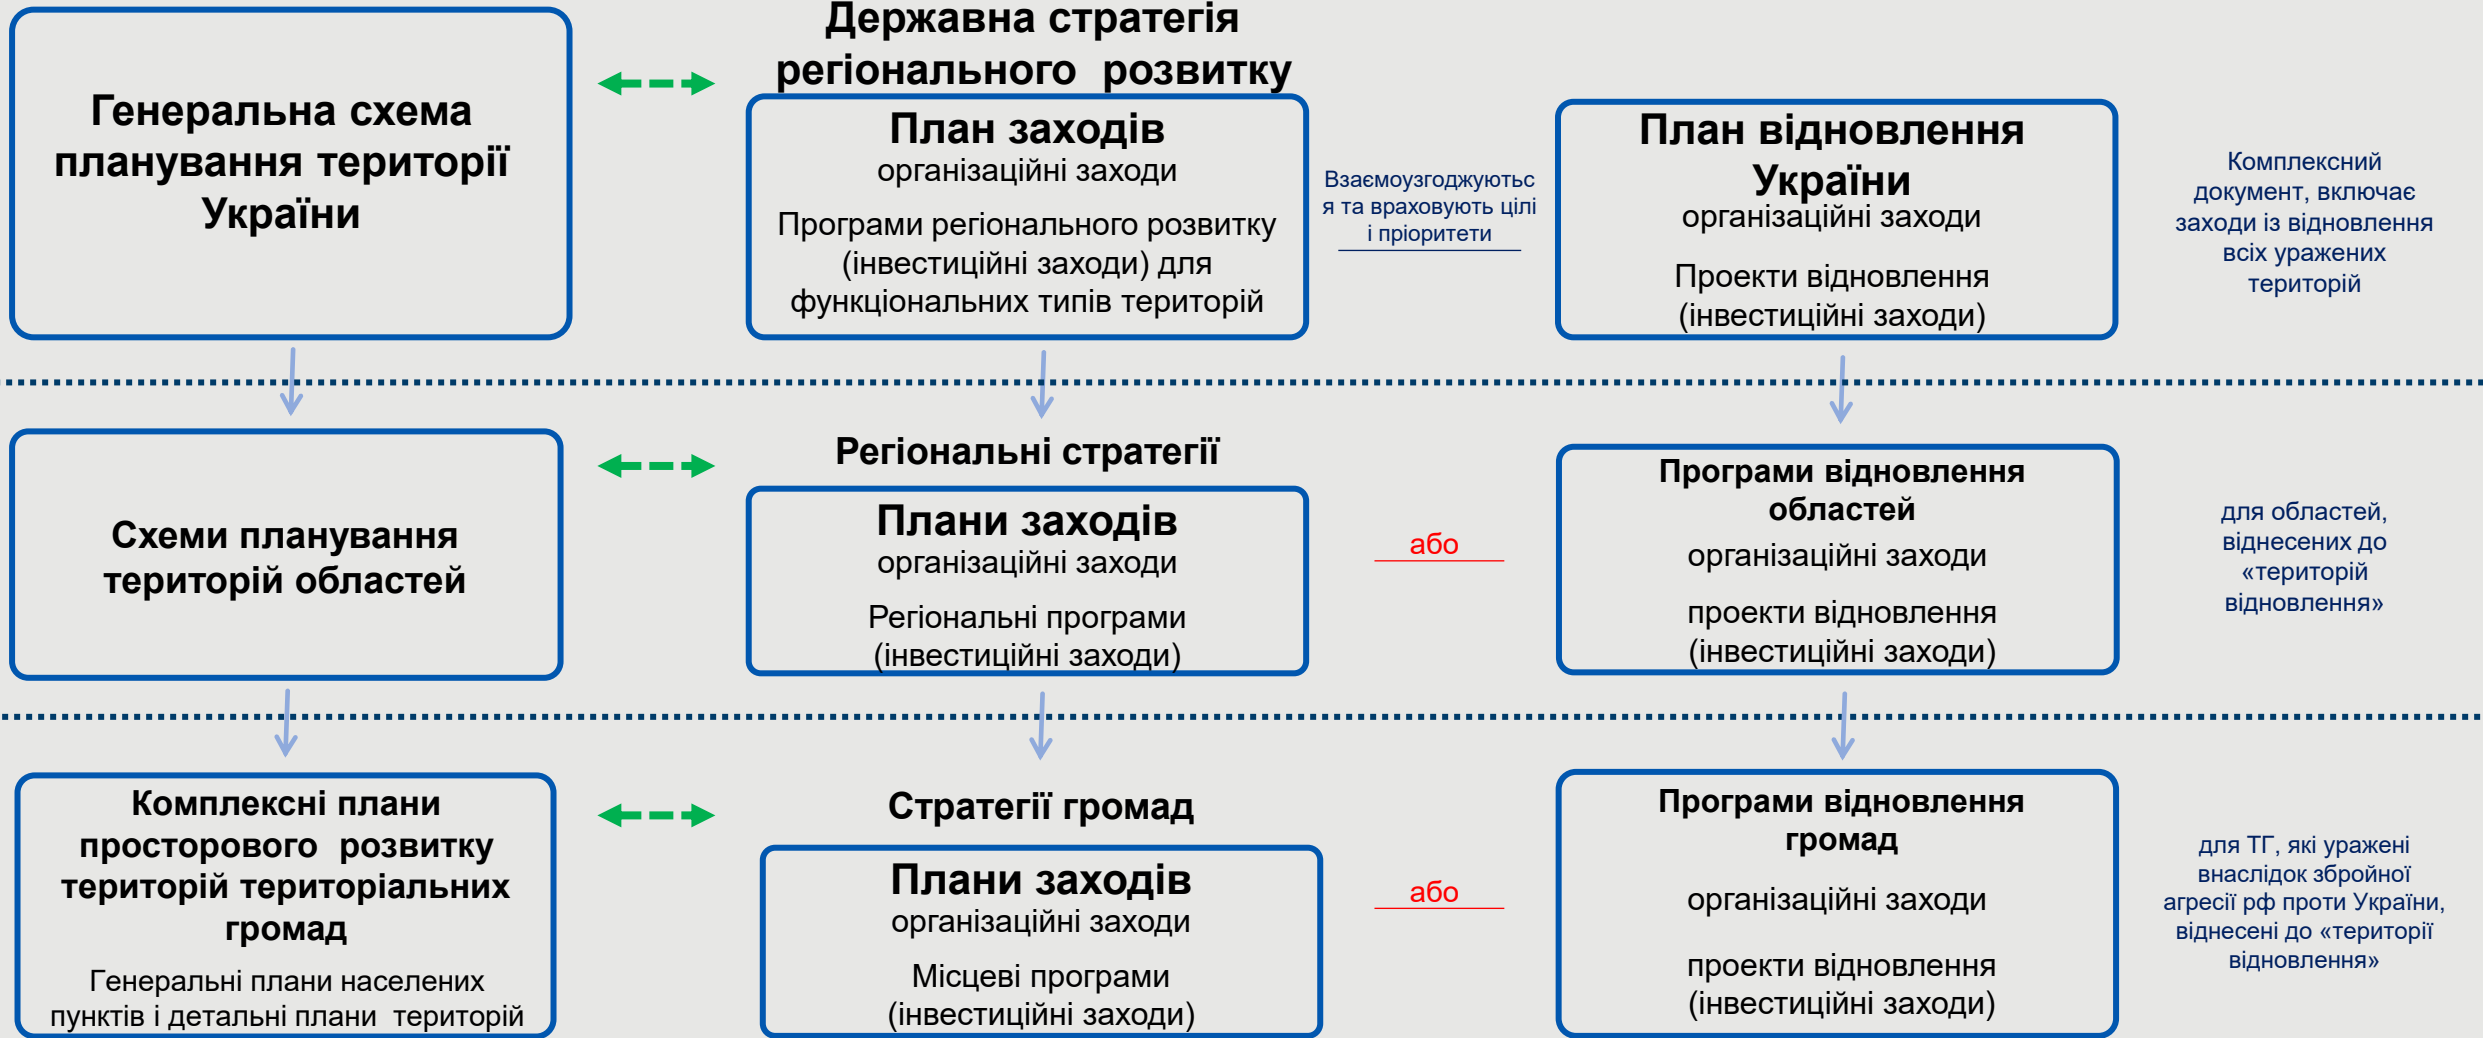 Генеральна схема
планування території
України
Державна стратегія
регіонального розвитку
План заходів
організаційні заходи
Програми регіонального розвитку
(інвестиційні заходи) для
функціональних типів територій
Взаємоузгоджуютьс
я та враховують цілі
і пріоритети
План відновлення
України
організаційні заходи
Проекти відновлення
(інвестиційні заходи)
Комплексний
документ, включає
заходи із відновлення
всіх уражених
територій
Схеми планування
територій областей
Регіональні стратегії
Плани заходів
організаційні заходи
Регіональні програми
(інвестиційні заходи)
або
Програми відновлення
областей
організаційні заходи
проекти відновлення
(інвестиційні заходи)
для областей,
віднесених до
«територій
відновлення»
Комплексні плани
просторового розвитку
територій територіальних
громад
Генеральні плани населених
пунктів і детальні плани територій
Стратегії громад
Плани заходів
організаційні заходи
Місцеві програми
(інвестиційні заходи)
або
Програми відновлення
громад
організаційні заходи
проекти відновлення
(інвестиційні заходи)
для ТГ, які уражені
внаслідок збройної
агресії рф проти України,
віднесені до «території
відновлення»